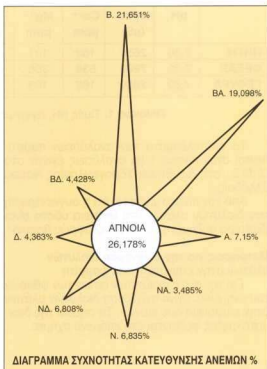 Β. 21,651%
ΒΑ. 19,098%
ΒΔ. 4,428%
ΑΠΝΟΙΑ
26,178%
Δ. 4,363%
Α. 7,15%
ΝΔ. 6,808%
ΝΑ. 3,485%
Ν. 6,835%
ΔΙΑΓΡΑΜΜΑ ΣΥΧΝΟΤΗΤΑΣ ΚΑΤΕΥΘΥΝΣΗΣ ΑΝΕΜΩΝ %